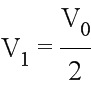 V₁ = V₀/2